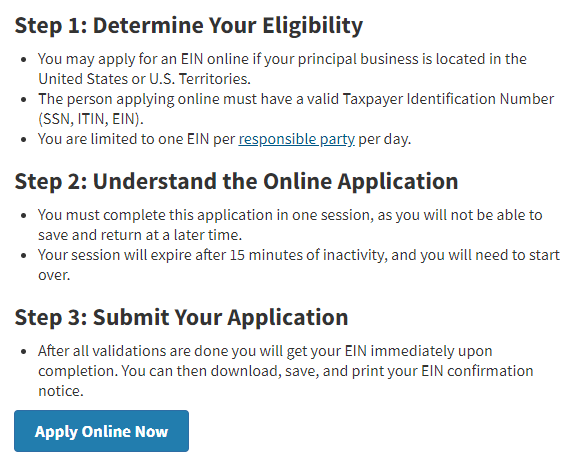 Step 1: Determine Your Eligibility
• You may apply for an EIN online if your principal business is located in the
United States or U.S. Territories.
• The person applying online must have a valid Taxpayer Identification Number
(SSN, ITIN, EIN).
• You are limited to one EIN per responsible party per day.
Step 2: Understand the Online Application
• You must complete this application in one session, as you will not be able to
save and return at a later time.
• Your session will expire after 15 minutes of inactivity, and you will need to start
over.
Step 3: Submit Your Application
• After all validations are done you will get your EIN immediately upon
completion. You can then download, save, and print your EIN confirmation
notice.
Apply Online Now